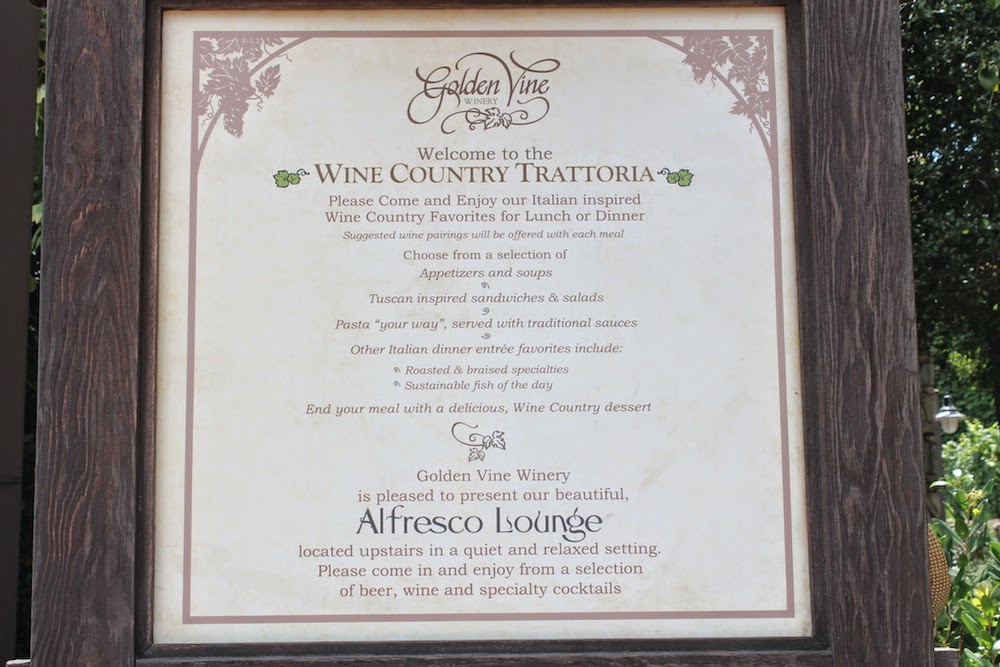 Golden Vine
WINERY
Welcome to the
WINE COUNTRY TRATTORIA
Please Come and Enjoy our Italian inspired
Wine Country Favorites for Lunch or Dinner
Suggested wine pairings will be offered with each meal
Choose from a selection of
Appetizers and soups
Tuscan inspired sandwiches & salads
Pasta “your way”, served with traditional sauces
Other Italian dinner entrée favorites include:
Roasted & braised specialties
Sustainable fish of the day
End your meal with a delicious, Wine Country dessert
Golden Vine Winery
is pleased to present our beautiful,
Alfresco Lounge
located upstairs in a quiet and relaxed setting.
Please come in and enjoy from a selection
of beer, wine and specialty cocktails